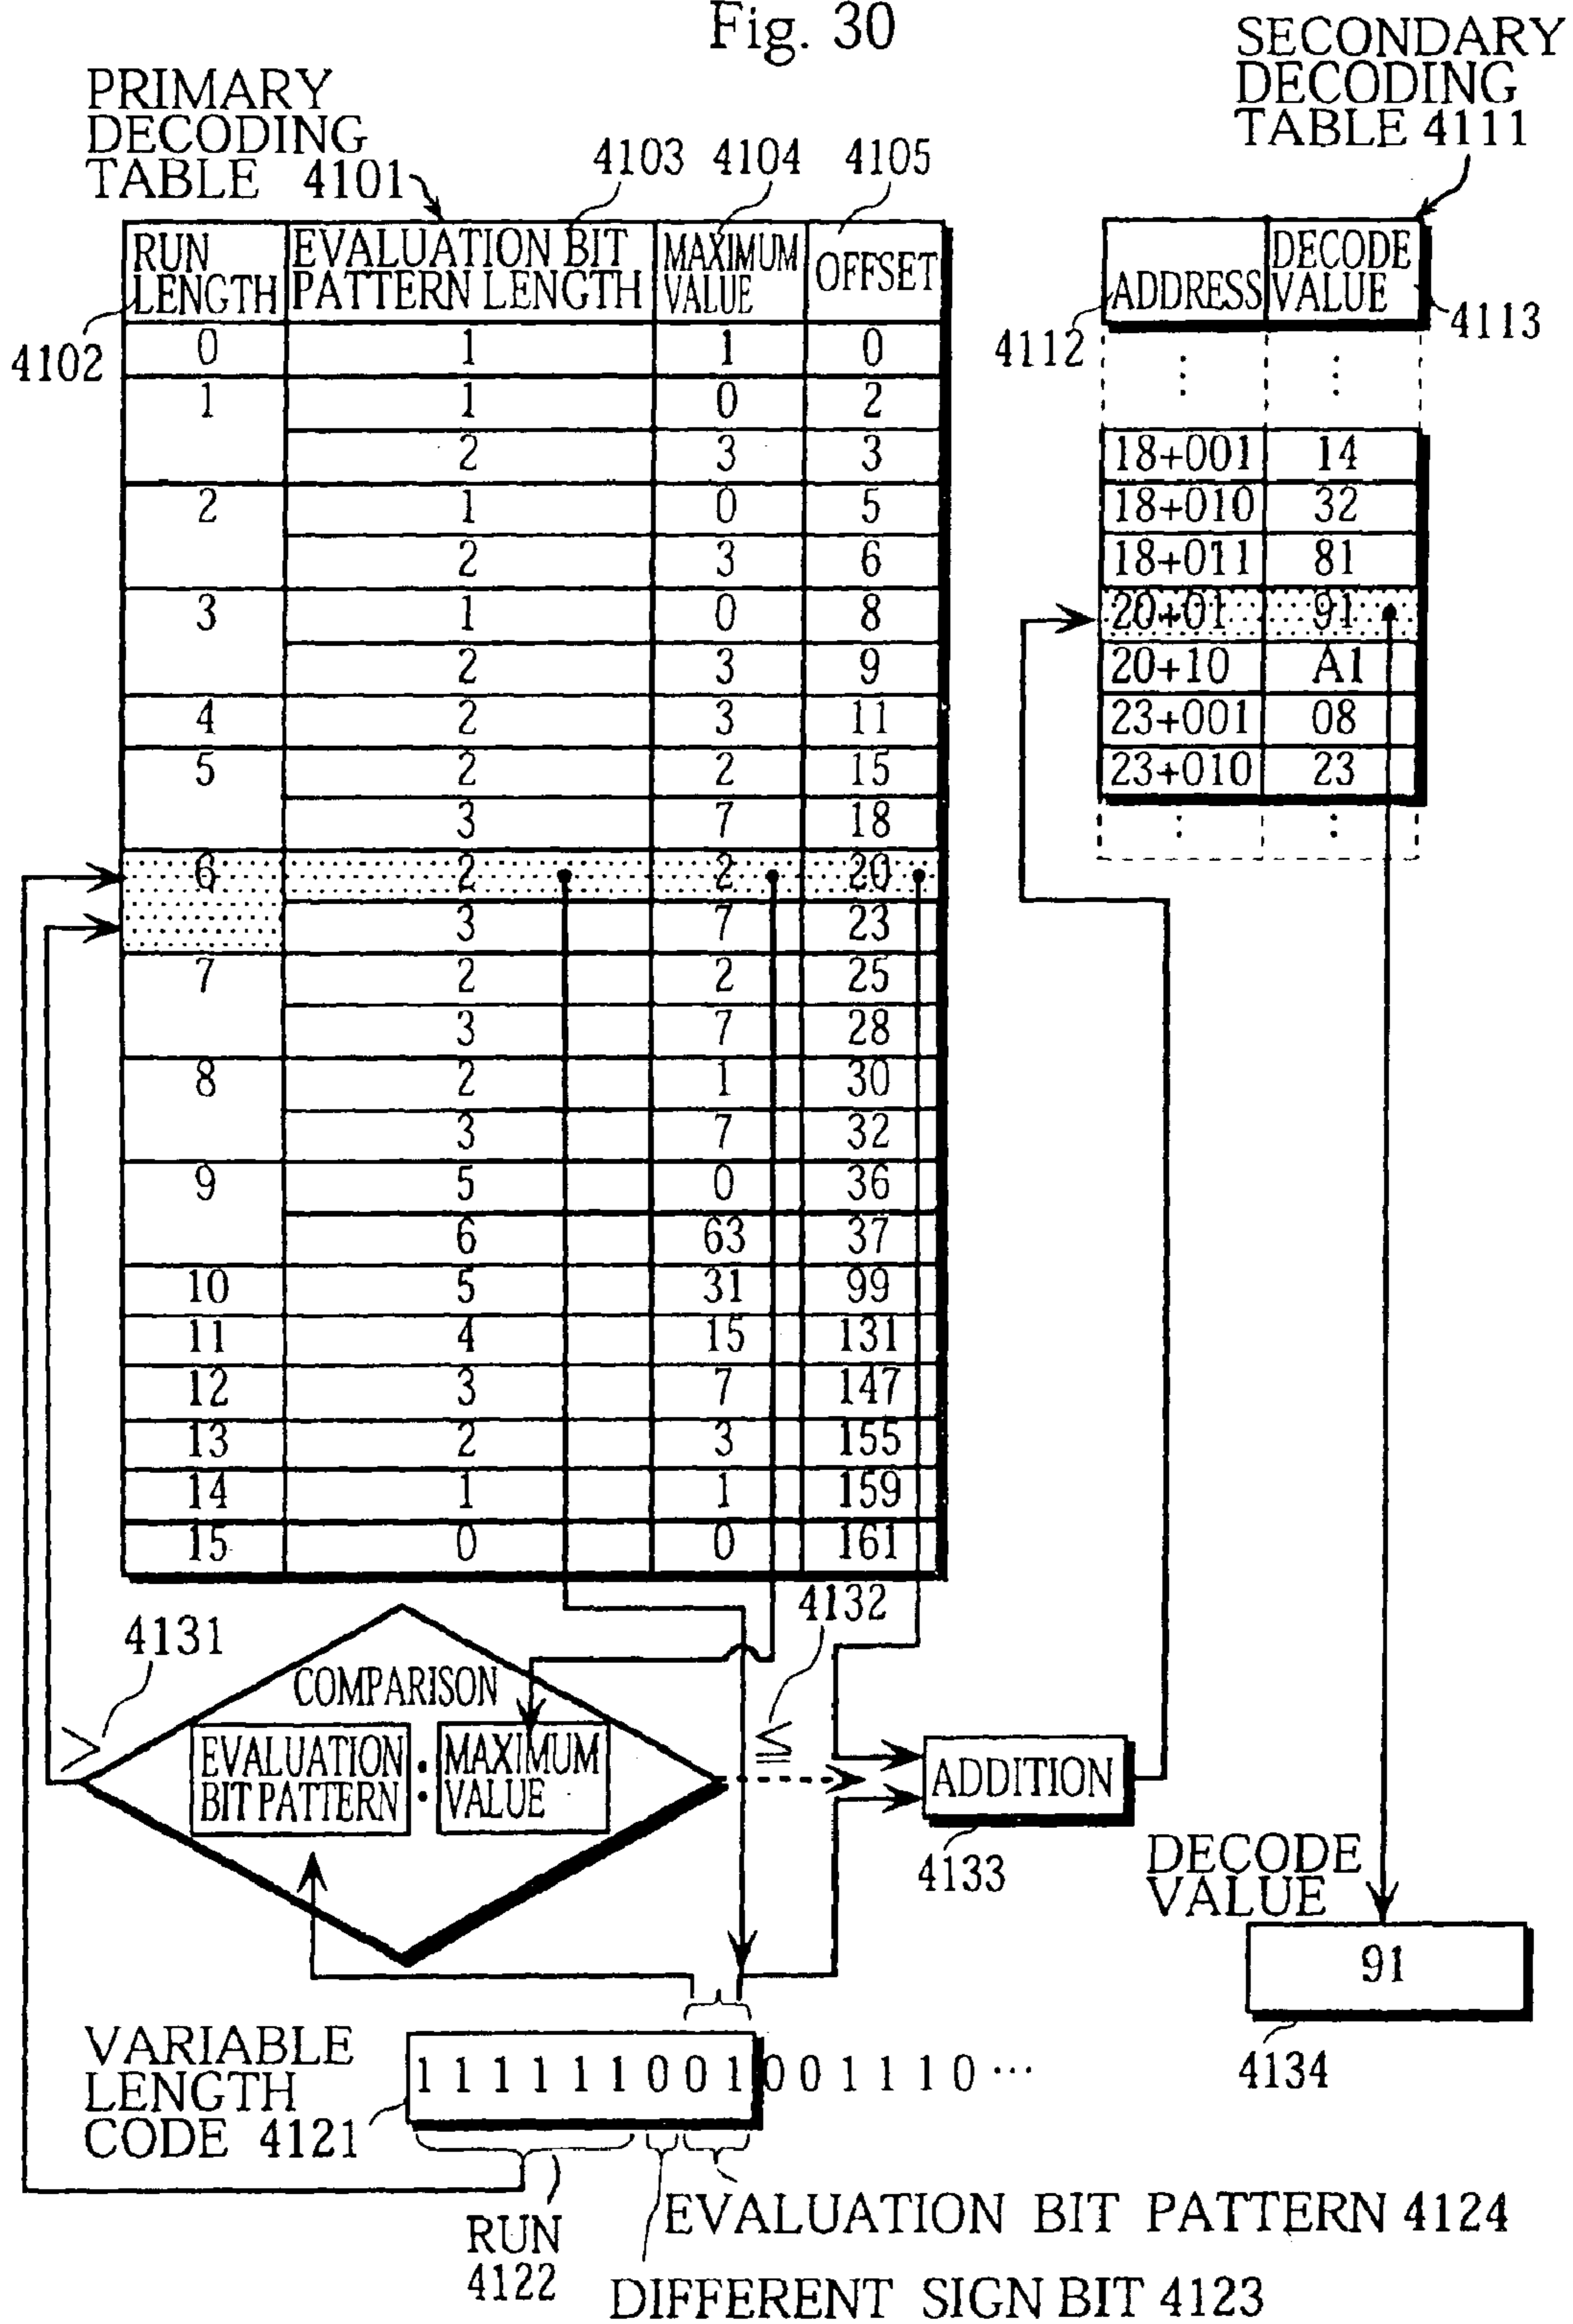 Fig. 30
PRIMARY
DECODING
TABLE 4101
4103
4104
4105
SECONDARY
DECODING
TABLE 4111
RUN LENGTH EVALUATION BIT PATTERN LENGTH MAXIMUM VALUE OFFSET
4102
0 1 1 0
1 1 0 2
2 3 3
2 1 0 5
2 3 6
3 1 0 8
2 3 9
4 2 3 11
5 2 2 15
3 7 18
6 2 2 20
3 7 23
7 2 2 25
3 7 28
8 2 1 30
3 7 32
9 5 0 36
6 63 37
10 5 31 99
11 4 15 131
12 3 7 147
13 2 3 155
14 1 1 159
15 0 0 161
ADDRESS DECODE VALUE
4112
4113
⋮ ⋮
18+001 14
18+010 32
18+011 81
20+01 91
20+10 A1
23+001 08
23+010 23
⋮ ⋮
4131
4132
>
≦
COMPARISON
EVALUATION
BIT PATTERN
:
MAXIMUM
VALUE
ADDITION
4133
DECODE
VALUE
91
4134
VARIABLE
LENGTH
CODE 4121
1 1 1 1 1 1 0 0 1 0 0 1 1 1 0 ···
RUN
4122
EVALUATION BIT PATTERN 4124
DIFFERENT SIGN BIT 4123